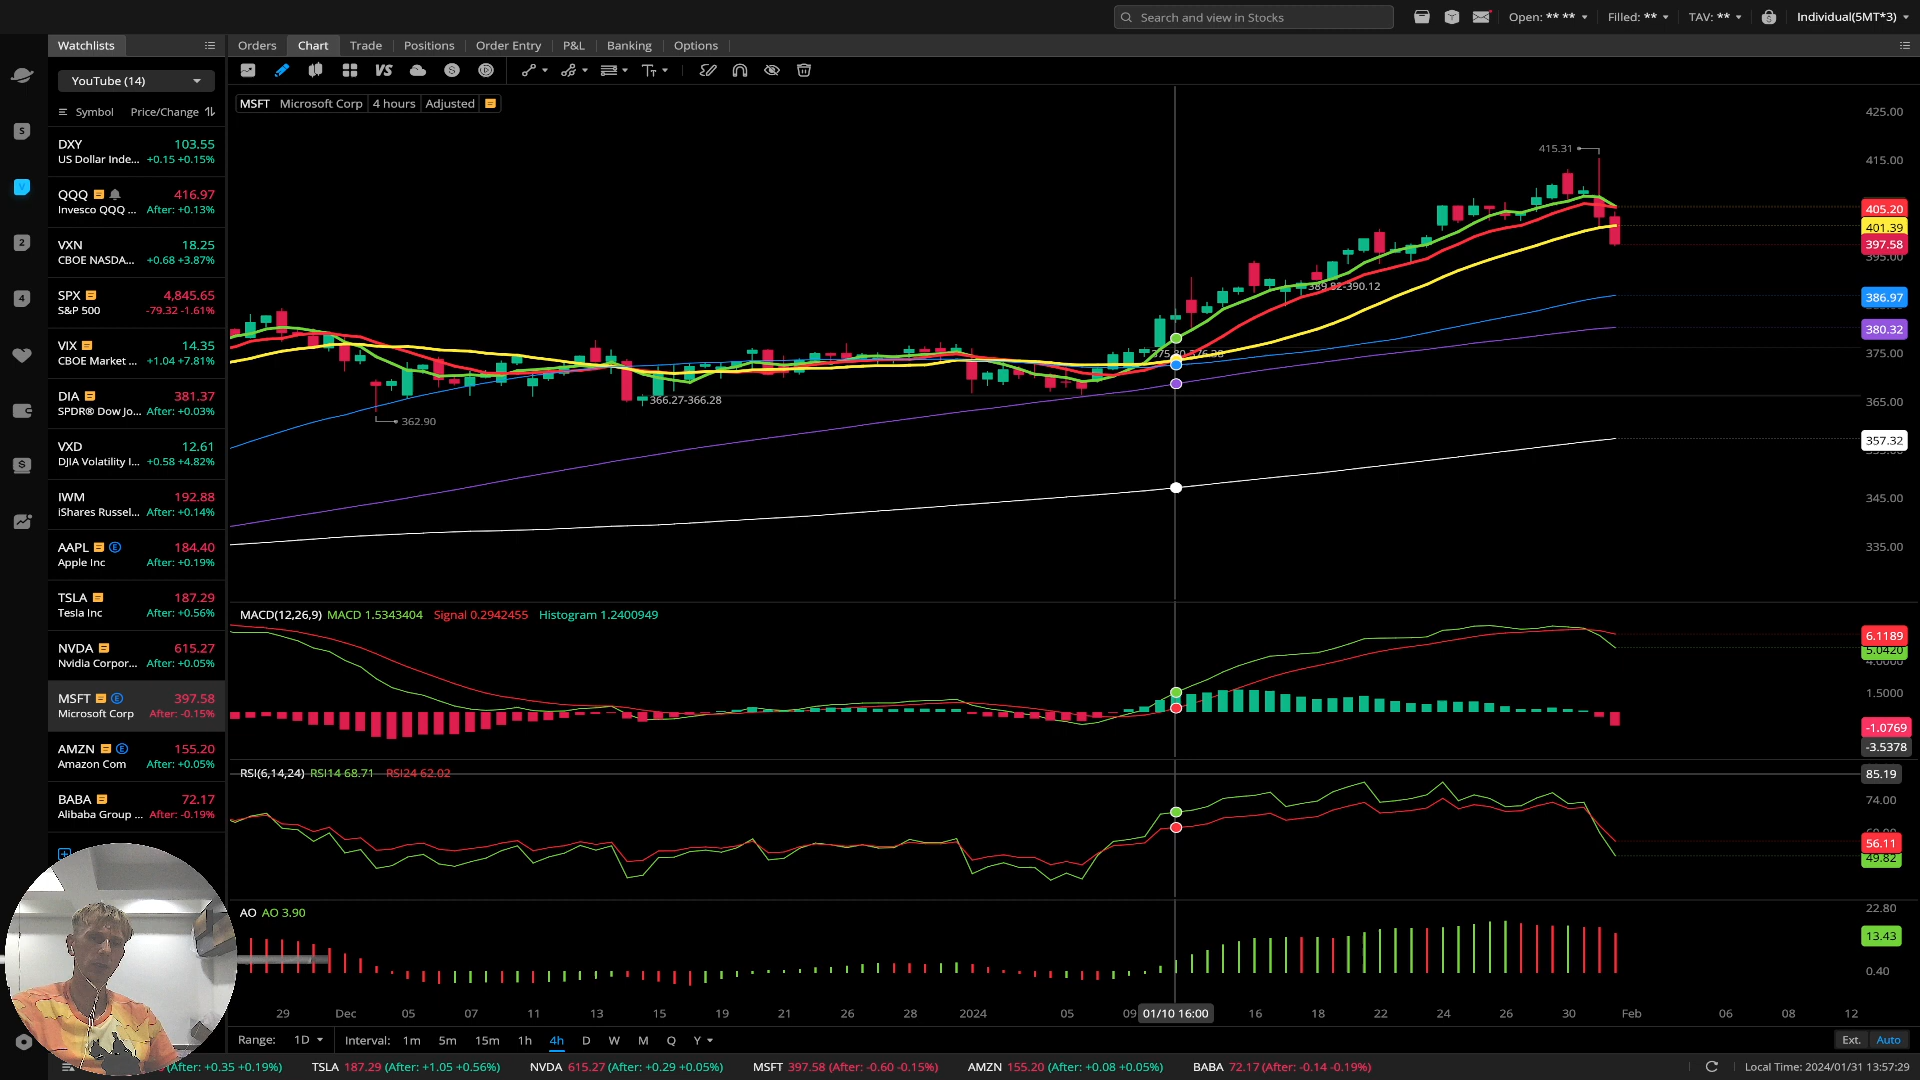 Search and view in Stocks
Open: ** ** Filled: ** TAV: ** Individual(5MT*3)
Watchlists
Orders Chart Trade Positions Order Entry P&L Banking Options
YouTube (14)
VS
Symbol Price/Change
MSFT Microsoft Corp 4 hours Adjusted
DXY 103.55
US Dollar Inde... +0.15 +0.15%
QQQ 416.97
Invesco QQQ ... After: +0.13%
VXN 18.25
CBOE NASDA... +0.68 +3.87%
SPX 4,845.65
S&P 500 -79.32 -1.61%
VIX 14.35
CBOE Market ... +1.04 +7.81%
DIA 381.37
SPDR® Dow Jo... After: +0.03%
VXD 12.61
DJIA Volatility I... +0.58 +4.82%
IWM 192.88
iShares Russel... After: +0.14%
AAPL E 184.40
Apple Inc After: +0.19%
TSLA 187.29
Tesla Inc After: +0.56%
NVDA 615.27
Nvidia Corpor... After: +0.05%
MSFT E 397.58
Microsoft Corp After: -0.15%
AMZN E 155.20
Amazon Com After: +0.05%
BABA 72.17
Alibaba Group ... After: -0.19%
425.00
415.31
415.00
405.20
401.39
397.58
395.00
389.82-390.12
386.97
380.32
375.00
366.27-366.28
365.00
362.90
357.32
345.00
335.00
MACD(12,26,9) MACD 1.5343404 Signal 0.2942455 Histogram 1.2400949
6.1189
5.0420
1.5000
-1.0769
-3.5378
RSI(6,14,24) RSI14 68.71 RSI24 62.02
85.19
74.00
56.11
49.82
AO AO 3.90
22.80
13.43
0.40
29 Dec 05 07 11 13 15 19 21 26 28 2024 05 09 01/10 16:00 16 18 22 24 26 30 Feb 06 08 12
Range: 1D Interval: 1m 5m 15m 1h 4h D W M Q Y Ext. Auto
(After: +0.35 +0.19%) TSLA 187.29 (After: +1.05 +0.56%) NVDA 615.27 (After: +0.29 +0.05%) MSFT 397.58 (After: -0.60 -0.15%) AMZN 155.20 (After: +0.08 +0.05%) BABA 72.17 (After: -0.14 -0.19%) Local Time: 2024/01/31 13:57:29